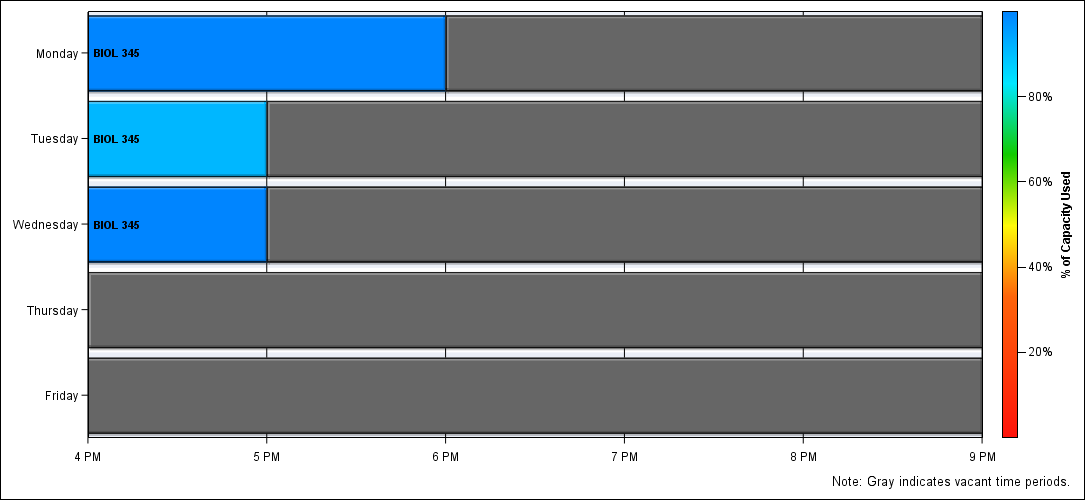 Monday
BIOL 345
Tuesday
BIOL 345
Wednesday
BIOL 345
Thursday
Friday
4 PM
5 PM
6 PM
7 PM
8 PM
9 PM
80%
60%
40%
20%
% of Capacity Used
Note: Gray indicates vacant time periods.